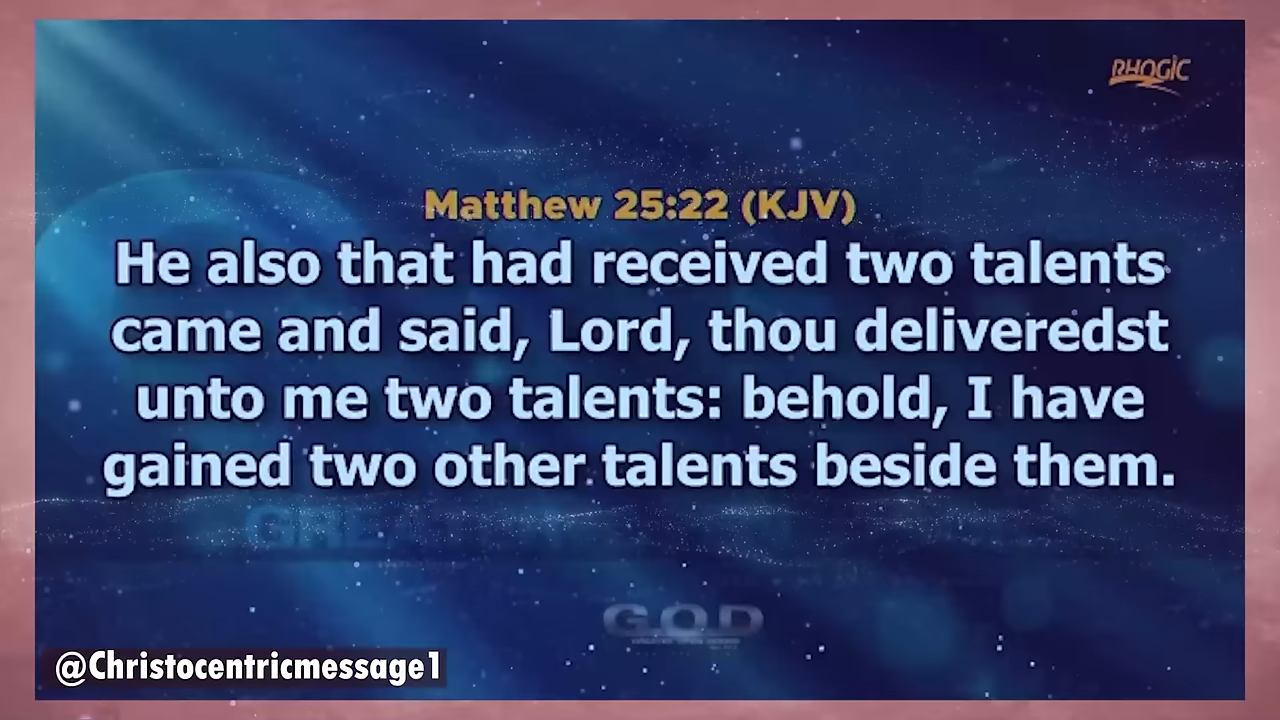 RHOGIC
Matthew 25:22 (KJV)
He also that had received two talents
came and said, Lord, thou deliveredst
unto me two talents: behold, I have
gained two other talents beside them.
G.O.D
@Christocentricmessage1